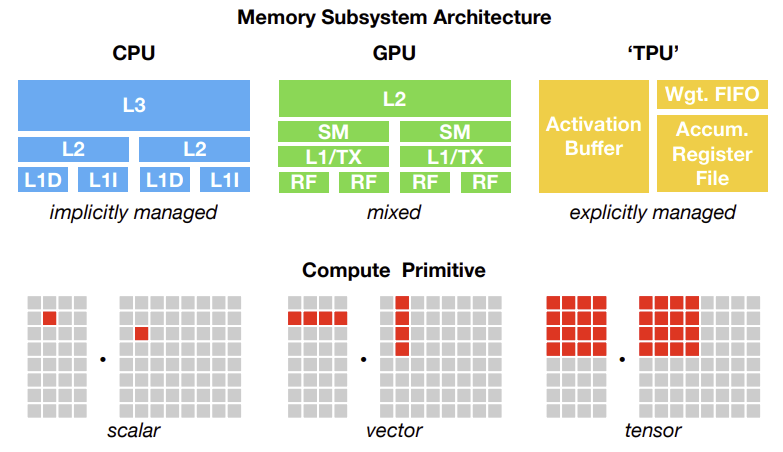 Memory Subsystem Architecture
CPU
GPU
‘TPU’
L3
L2
L2
L1D
L1I
L1D
L1I
implicitly managed
L2
SM
SM
L1/TX
L1/TX
RF
RF
RF
RF
mixed
Activation
Buffer
Wgt. FIFO
Accum.
Register
File
explicitly managed
Compute Primitive
scalar
vector
tensor